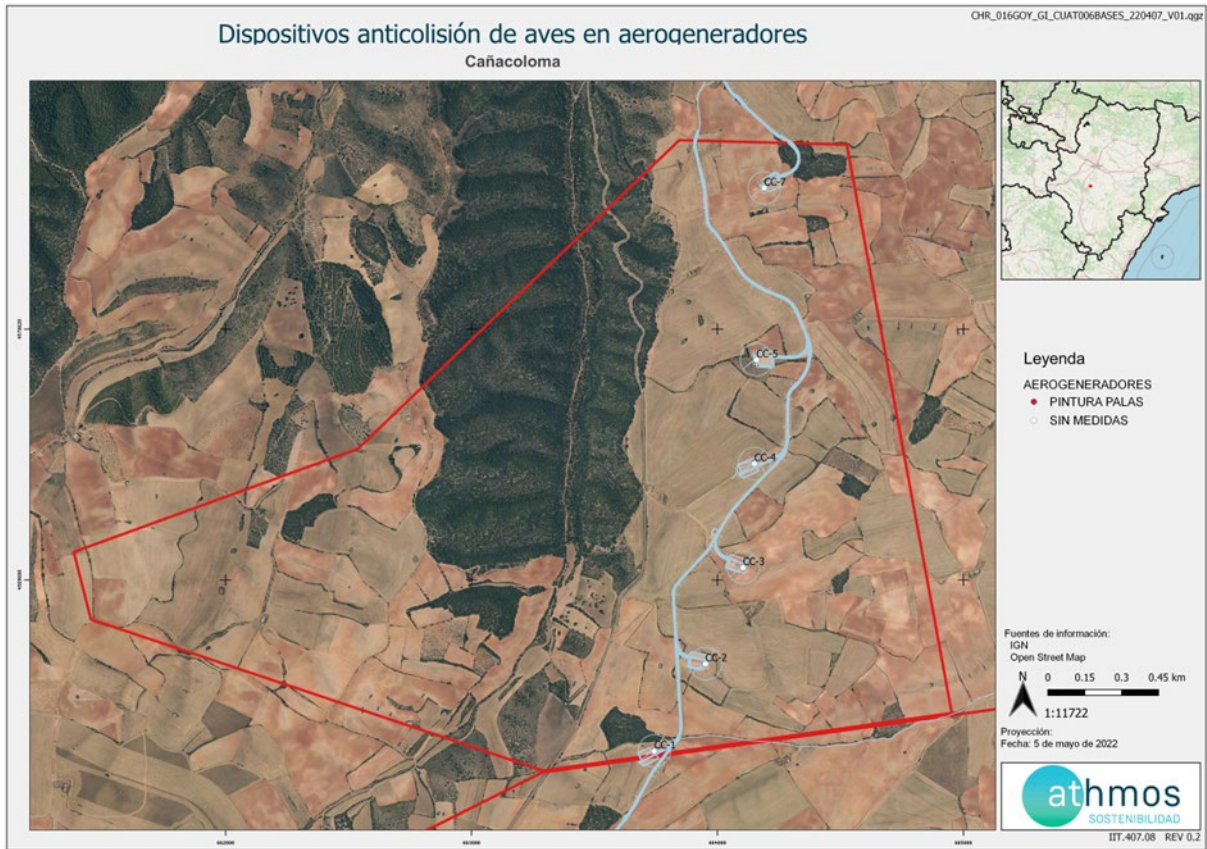 CHR_016GOY_GI_CUAT006BASES_220407_V01.qgz
Dispositivos anticolisión de aves en aerogeneradores
Cañacoloma
CC-7
CC-5
CC-4
CC-3
CC-2
CC-1
Leyenda
AEROGENERADORES
PINTURA PALAS
SIN MEDIDAS
Fuentes de información:
IGN
Open Street Map
N
0 0.15 0.3 0.45 km
1:11722
Proyección:
Fecha: 5 de mayo de 2022
athmos
SOSTENIBILIDAD
IIT.407.08 REV 0.2